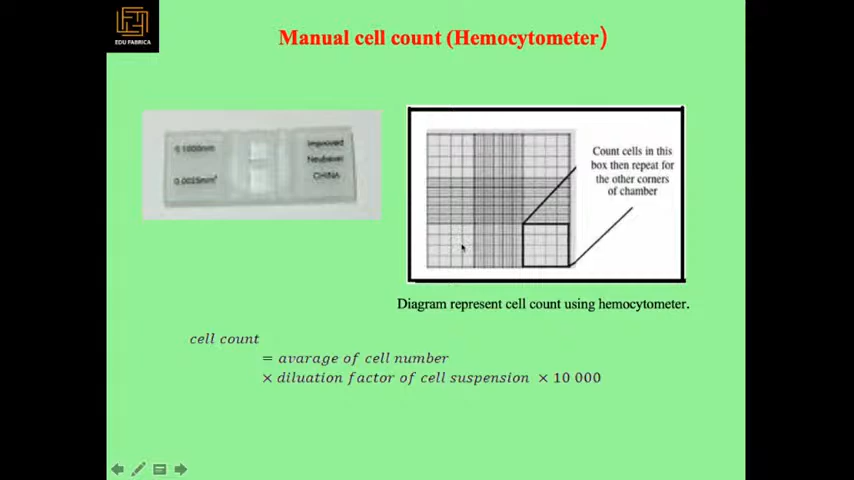 EDU FABRICA
Manual cell count (Hemocytometer)
0.1000mm
0.0025mm²
Improved
Neubauer
CHINA
Count cells in this
box then repeat for
the other corners
of chamber
Diagram represent cell count using hemocytometer.
cell count
= avarage of cell number
× diluation factor of cell suspension × 10 000